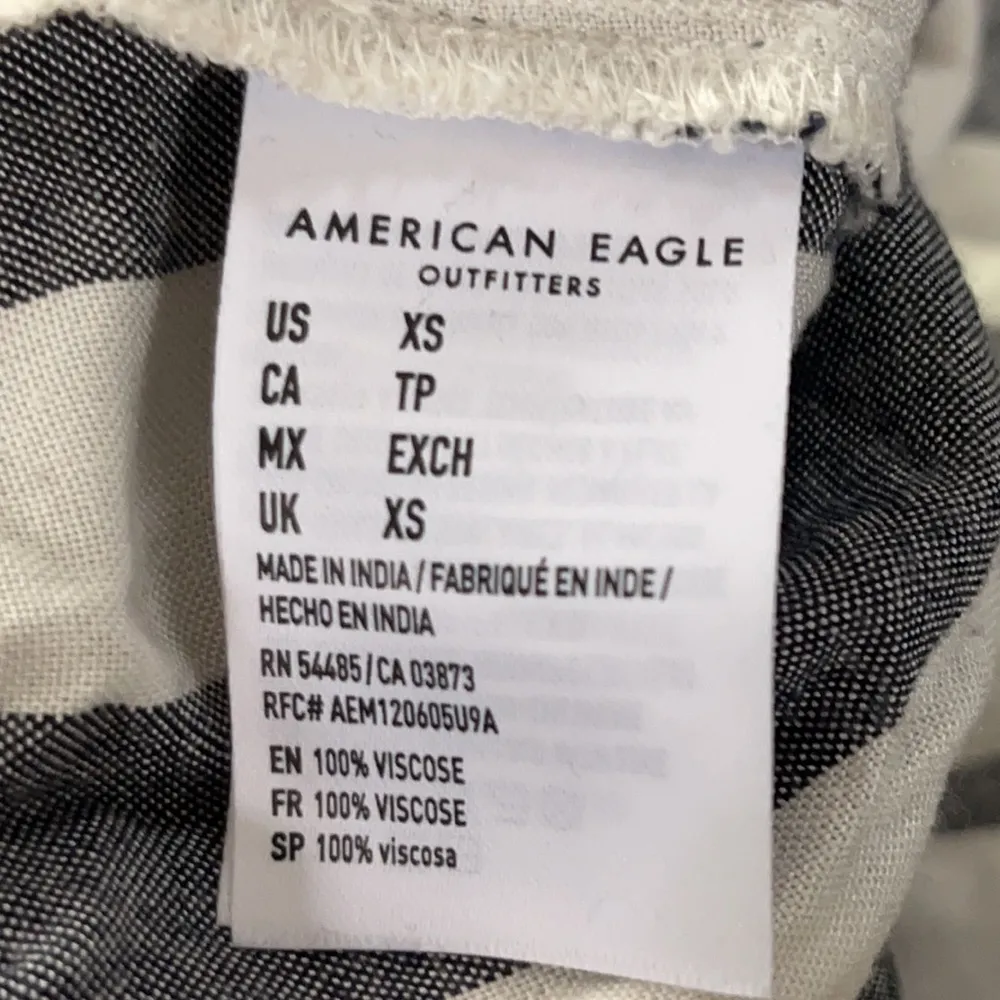 AMERICAN EAGLE
OUTFITTERS
US XS
CA TP
MX EXCH
UK XS
MADE IN INDIA / FABRIQUÉ EN INDE /
HECHO EN INDIA
RN 54485 / CA 03873
RFC# AEM120605U9A
EN 100% VISCOSE
FR 100% VISCOSE
SP 100% viscosa